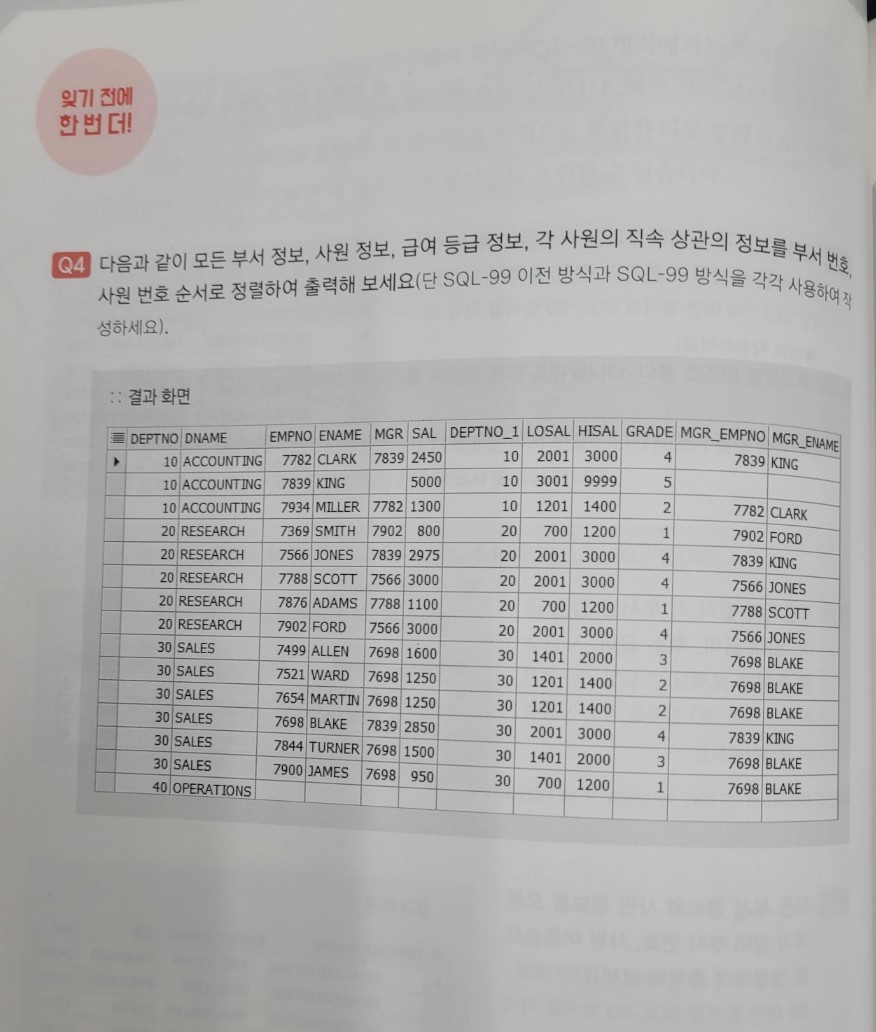 잊기 전에
한 번 더!
Q4 다음과 같이 모든 부서 정보, 사원 정보, 급여 등급 정보, 각 사원의 직속 상관의 정보를 부서 번호,
사원 번호 순서로 정렬하여 출력해 보세요(단 SQL-99 이전 방식과 SQL-99 방식을 각각 사용하여 작
성하세요).
:: 결과 화면
DEPTNO DNAME EMPNO ENAME MGR SAL DEPTNO_1 LOSAL HISAL GRADE MGR_EMPNO MGR_ENAME
10 ACCOUNTING 7782 CLARK 7839 2450 10 2001 3000 4 7839 KING
10 ACCOUNTING 7839 KING 5000 10 3001 9999 5
10 ACCOUNTING 7934 MILLER 7782 1300 10 1201 1400 2 7782 CLARK
20 RESEARCH 7369 SMITH 7902 800 20 700 1200 1 7902 FORD
20 RESEARCH 7566 JONES 7839 2975 20 2001 3000 4 7839 KING
20 RESEARCH 7788 SCOTT 7566 3000 20 2001 3000 4 7566 JONES
20 RESEARCH 7876 ADAMS 7788 1100 20 700 1200 1 7788 SCOTT
20 RESEARCH 7902 FORD 7566 3000 20 2001 3000 4 7566 JONES
30 SALES 7499 ALLEN 7698 1600 30 1401 2000 3 7698 BLAKE
30 SALES 7521 WARD 7698 1250 30 1201 1400 2 7698 BLAKE
30 SALES 7654 MARTIN 7698 1250 30 1201 1400 2 7698 BLAKE
30 SALES 7698 BLAKE 7839 2850 30 2001 3000 4 7839 KING
30 SALES 7844 TURNER 7698 1500 30 1401 2000 3 7698 BLAKE
30 SALES 7900 JAMES 7698 950 30 700 1200 1 7698 BLAKE
40 OPERATIONS